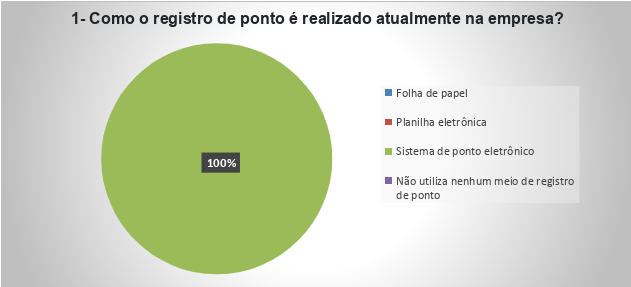 1- Como o registro de ponto é realizado atualmente na empresa?
100%
Folha de papel
Planilha eletrônica
Sistema de ponto eletrônico
Não utiliza nenhum meio de registro
de ponto